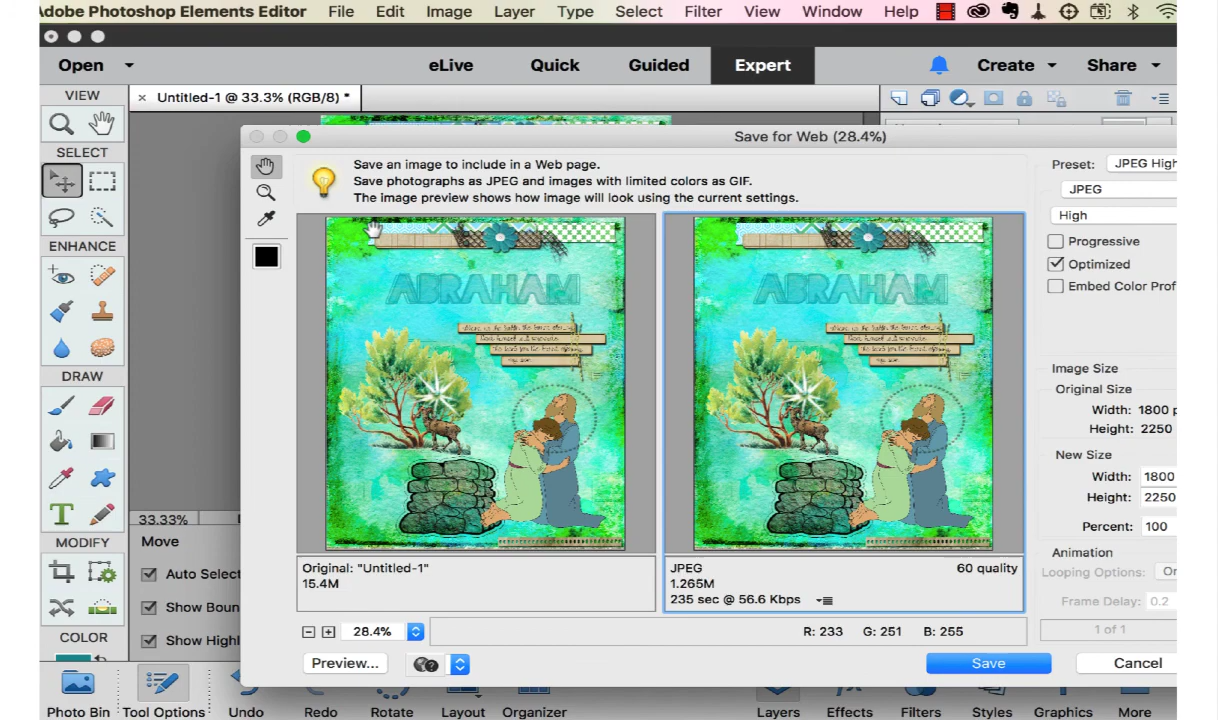 Adobe Photoshop Elements Editor File Edit Image Layer Type Select Filter View Window Help
Open eLive Quick Guided Expert Create Share
VIEW
Untitled-1 @ 33.3% (RGB/8) *
Save for Web (28.4%)
SELECT
Save an image to include in a Web page.
Save photographs as JPEG and images with limited colors as GIF.
The image preview shows how image will look using the current settings.
Preset: JPEG High
JPEG
High
Progressive
Optimized
Embed Color Prof
ENHANCE
ABRAHAM
ABRAHAM
DRAW
Image Size
Original Size
Width: 1800 p
Height: 2250
New Size
Width: 1800
Height: 2250
Percent: 100
33.33%
MODIFY
Move
Auto Select
Show Boun
Show Highl
Original: "Untitled-1"
15.4M
JPEG 60 quality
1.265M
235 sec @ 56.6 Kbps
Animation
Looping Options: On
Frame Delay: 0.2
1 of 1
28.4%
R: 233 G: 251 B: 255
COLOR
Preview... Save Cancel
Photo Bin Tool Options Undo Redo Rotate Layout Organizer Layers Effects Filters Styles Graphics More